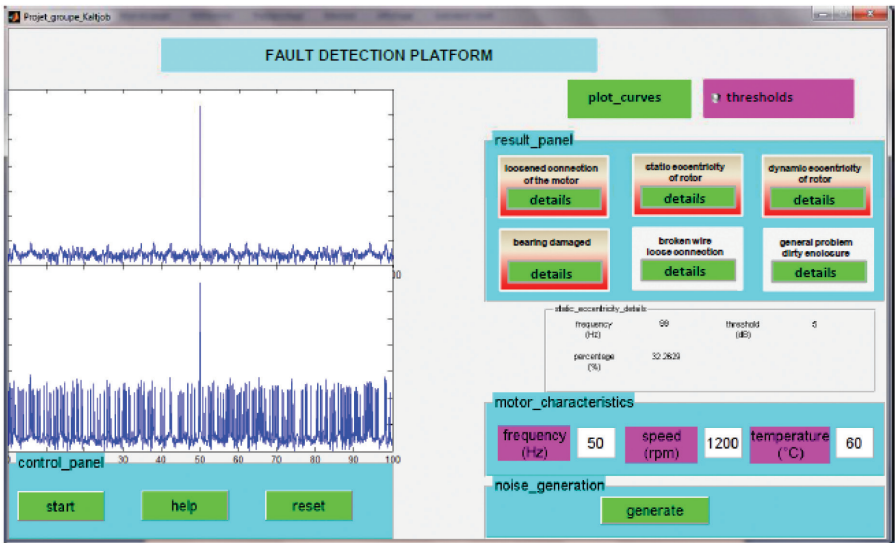 Projet_groupe_Kaltjob
FAULT DETECTION PLATFORM
plot_curves
thresholds
result_panel
loosened connection
of the motor
details
static eccentricity
of rotor
details
dynamic eccentricity
of rotor
details
bearing damaged
details
broken wire
loose connection
details
general problem
dirty enclosure
details
static_eccentricity_details
frequency
(Hz)
99
threshold
(dB)
5
percentage
(%)
32.2629
motor_characteristics
frequency
(Hz)
50
speed
(rpm)
1200
temperature
(°C)
60
noise_generation
generate
30 40 50 60 70 80 90 100
control_panel
start
help
reset